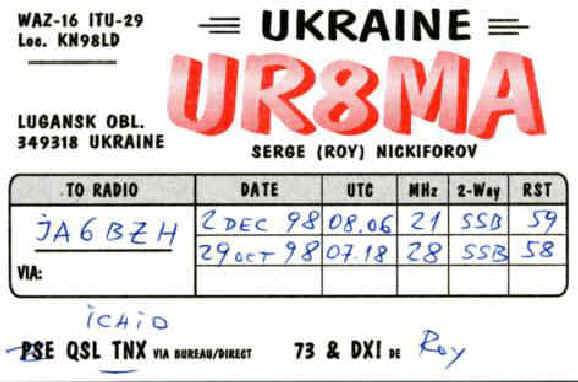 WAZ-16 ITU-29
Loc. KN98LD
UKRAINE
UR8MA
LUGANSK OBL.
349318 UKRAINE
SERGE (ROY) NICKIFOROV
TO RADIO DATE UTC MHz 2-Way RST
JA6BZH 2 DEC 98 08.06 21 SSB 59
29 OCT 98 07.18 28 SSB 58
VIA:
ICHIO
PSE QSL TNX VIA BUREAU/DIRECT 73 & DX! DE Roy